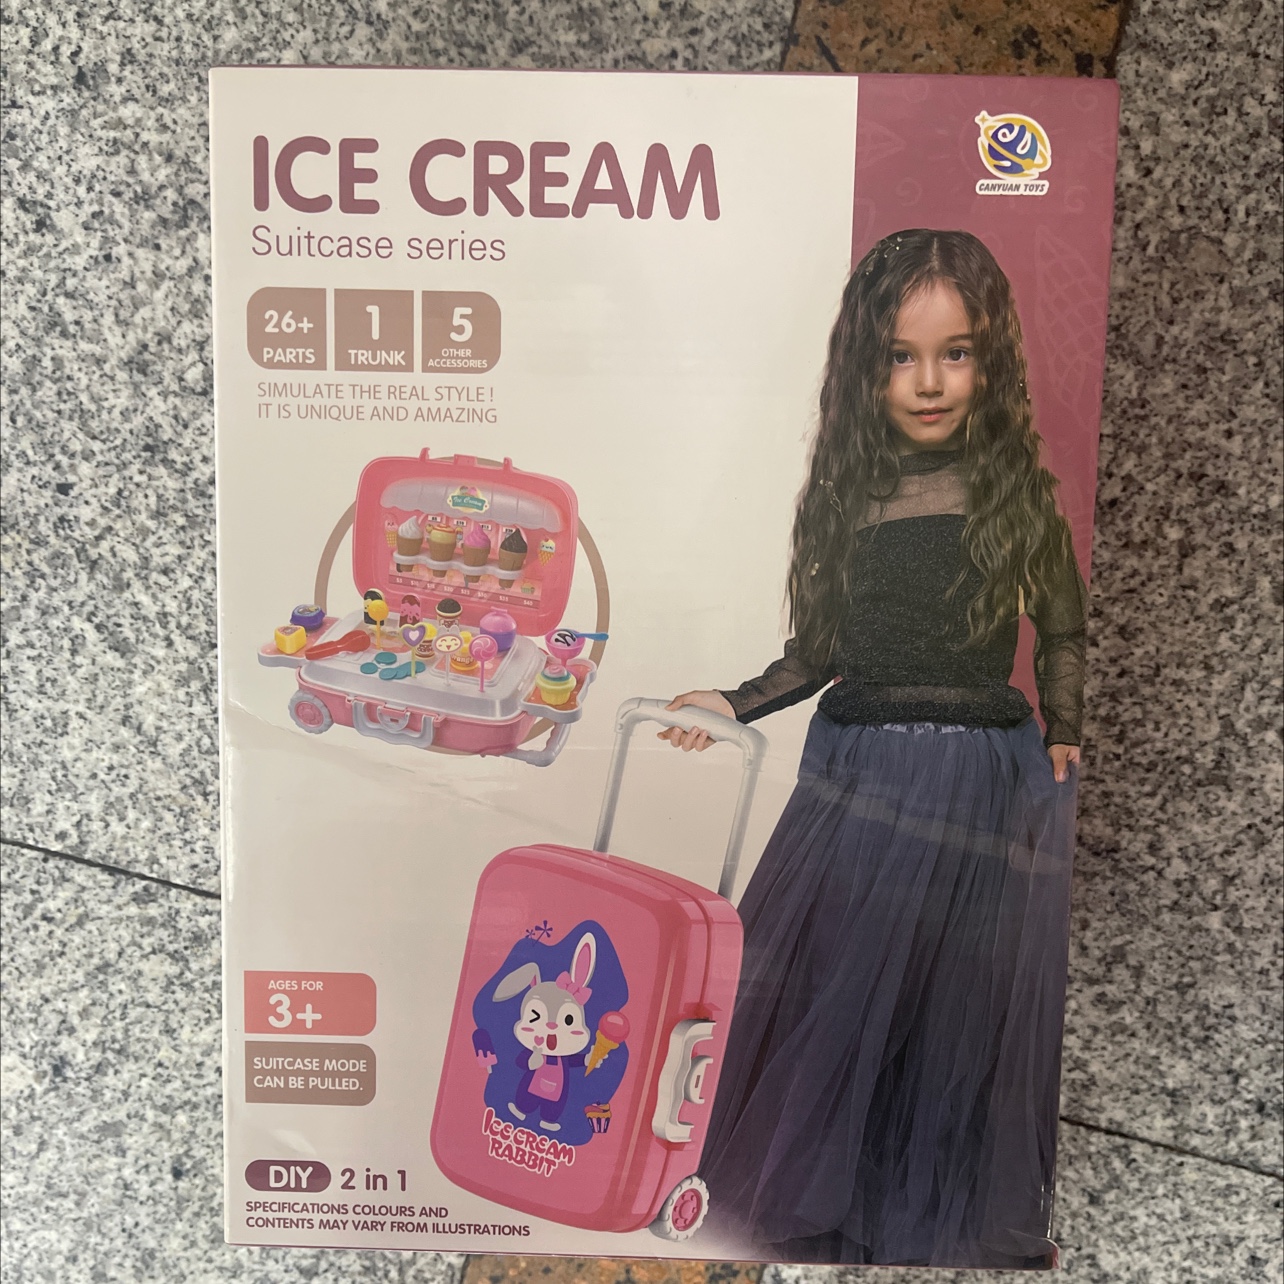 ICE CREAM
Suitcase series
CANYUAN TOYS
26+
PARTS
1
TRUNK
5
OTHER
ACCESSORIES
SIMULATE THE REAL STYLE !
IT IS UNIQUE AND AMAZING
Ice Cream
AGES FOR
3+
SUITCASE MODE
CAN BE PULLED.
ICE CREAM
RABBIT
DIY 2 in 1
SPECIFICATIONS COLOURS AND
CONTENTS MAY VARY FROM ILLUSTRATIONS